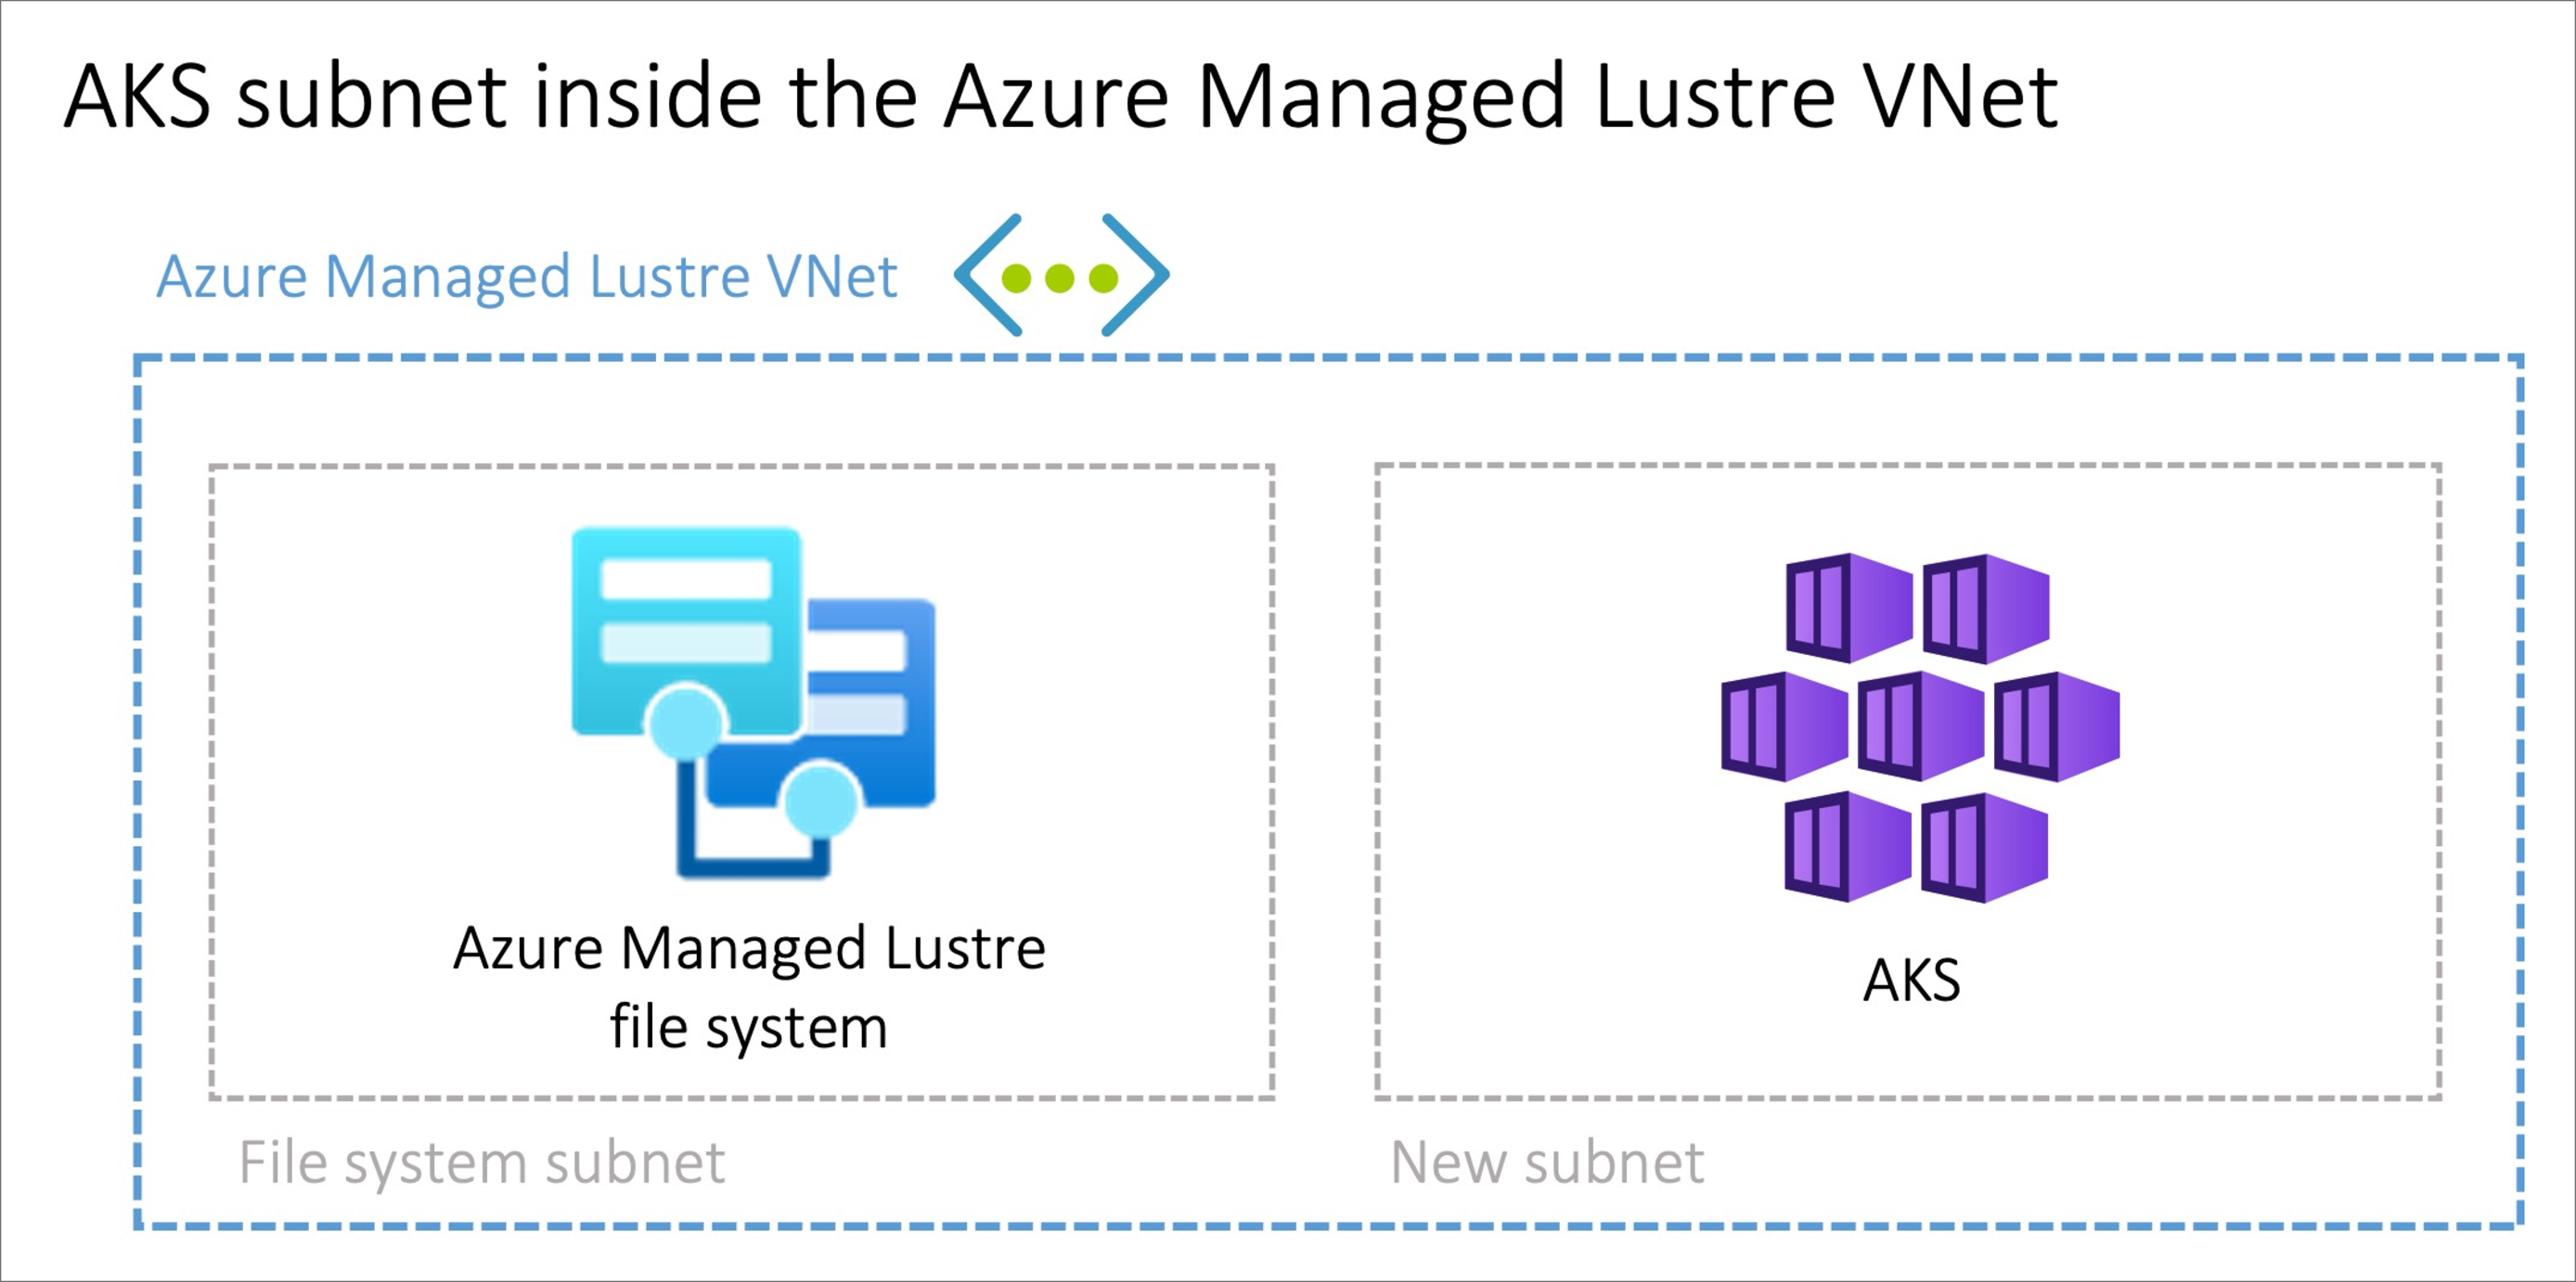 AKS subnet inside the Azure Managed Lustre VNet
Azure Managed Lustre VNet
Azure Managed Lustre
file system
AKS
File system subnet
New subnet